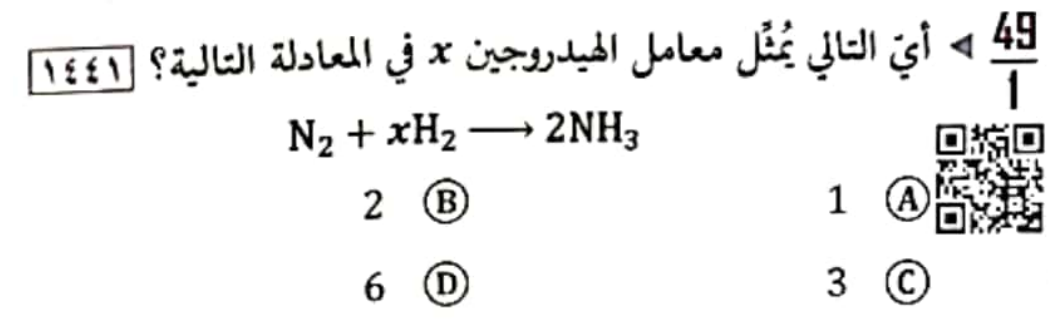 49/1 ◄ أيّ التالي يُمثِّل معامل الهيدروجين x في المعادلة التالية؟ ١٤٤١
N₂ + xH₂ ⟶ 2NH₃
Ⓐ 1 Ⓑ 2
Ⓒ 3 Ⓓ 6